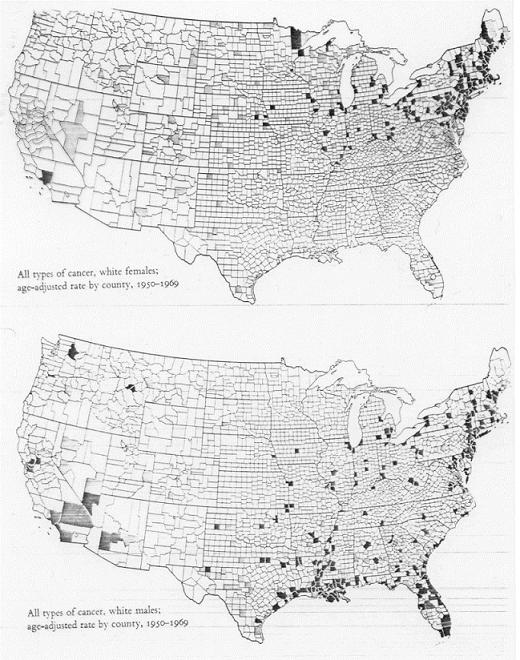 All types of cancer, white females;
age-adjusted rate by county, 1950–1969
All types of cancer, white males;
age-adjusted rate by county, 1950–1969